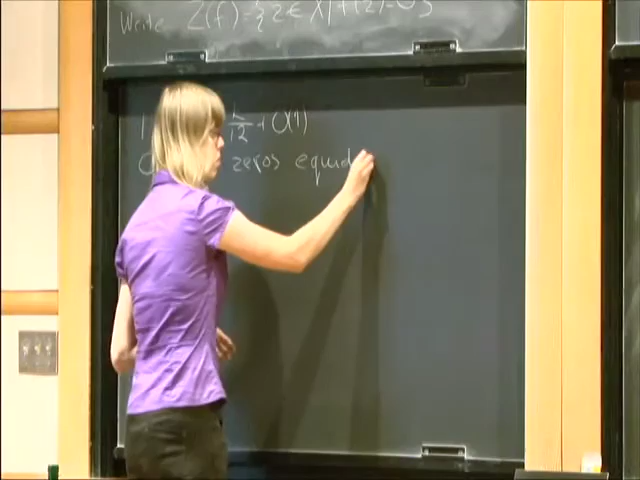 Write Z(f) = { z ∈ X | f(z) = 0 }
k/12 + O(1)
zeros equid